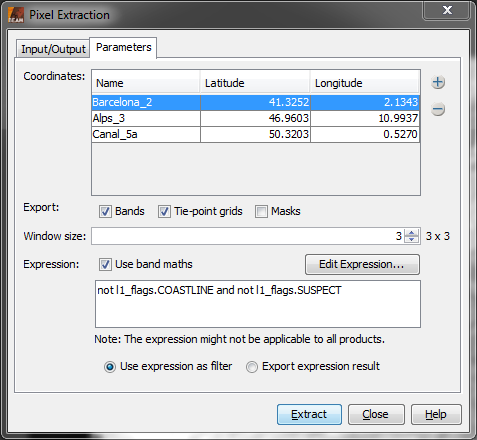 BEAM
Pixel Extraction
Input/Output Parameters
Coordinates:
Name Latitude Longitude
Barcelona_2 41.3252 2.1343
Alps_3 46.9603 10.9937
Canal_5a 50.3203 0.5270
Export: Bands Tie-point grids Masks
Window size: 3 3 x 3
Expression: Use band maths Edit Expression...
not l1_flags.COASTLINE and not l1_flags.SUSPECT
Note: The expression might not be applicable to all products.
Use expression as filter Export expression result
Extract Close Help